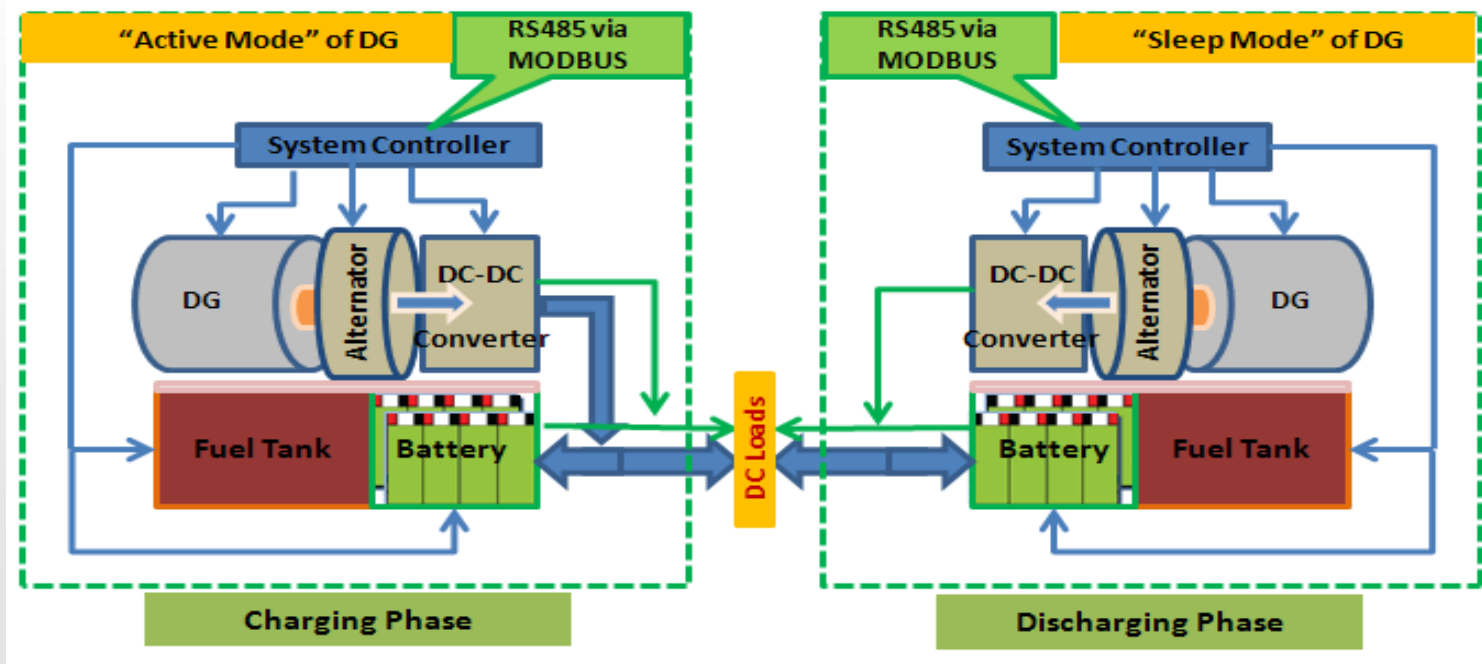 “Active Mode” of DG
RS485 via
MODBUS
System Controller
DG
Alternator
DC-DC
Converter
Fuel Tank
Battery
Charging Phase
DC Loads
RS485 via
MODBUS
“Sleep Mode” of DG
System Controller
DC-DC
Converter
Alternator
DG
Battery
Fuel Tank
Discharging Phase